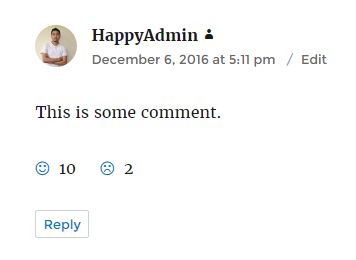 HappyAdmin
December 6, 2016 at 5:11 pm / Edit
This is some comment.
10 2
Reply